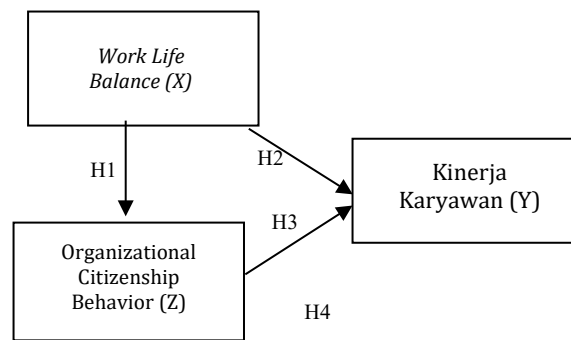 Work Life
Balance (X)
H1
H2
Kinerja
Karyawan (Y)
H3
Organizational
Citizenship
Behavior (Z)
H4